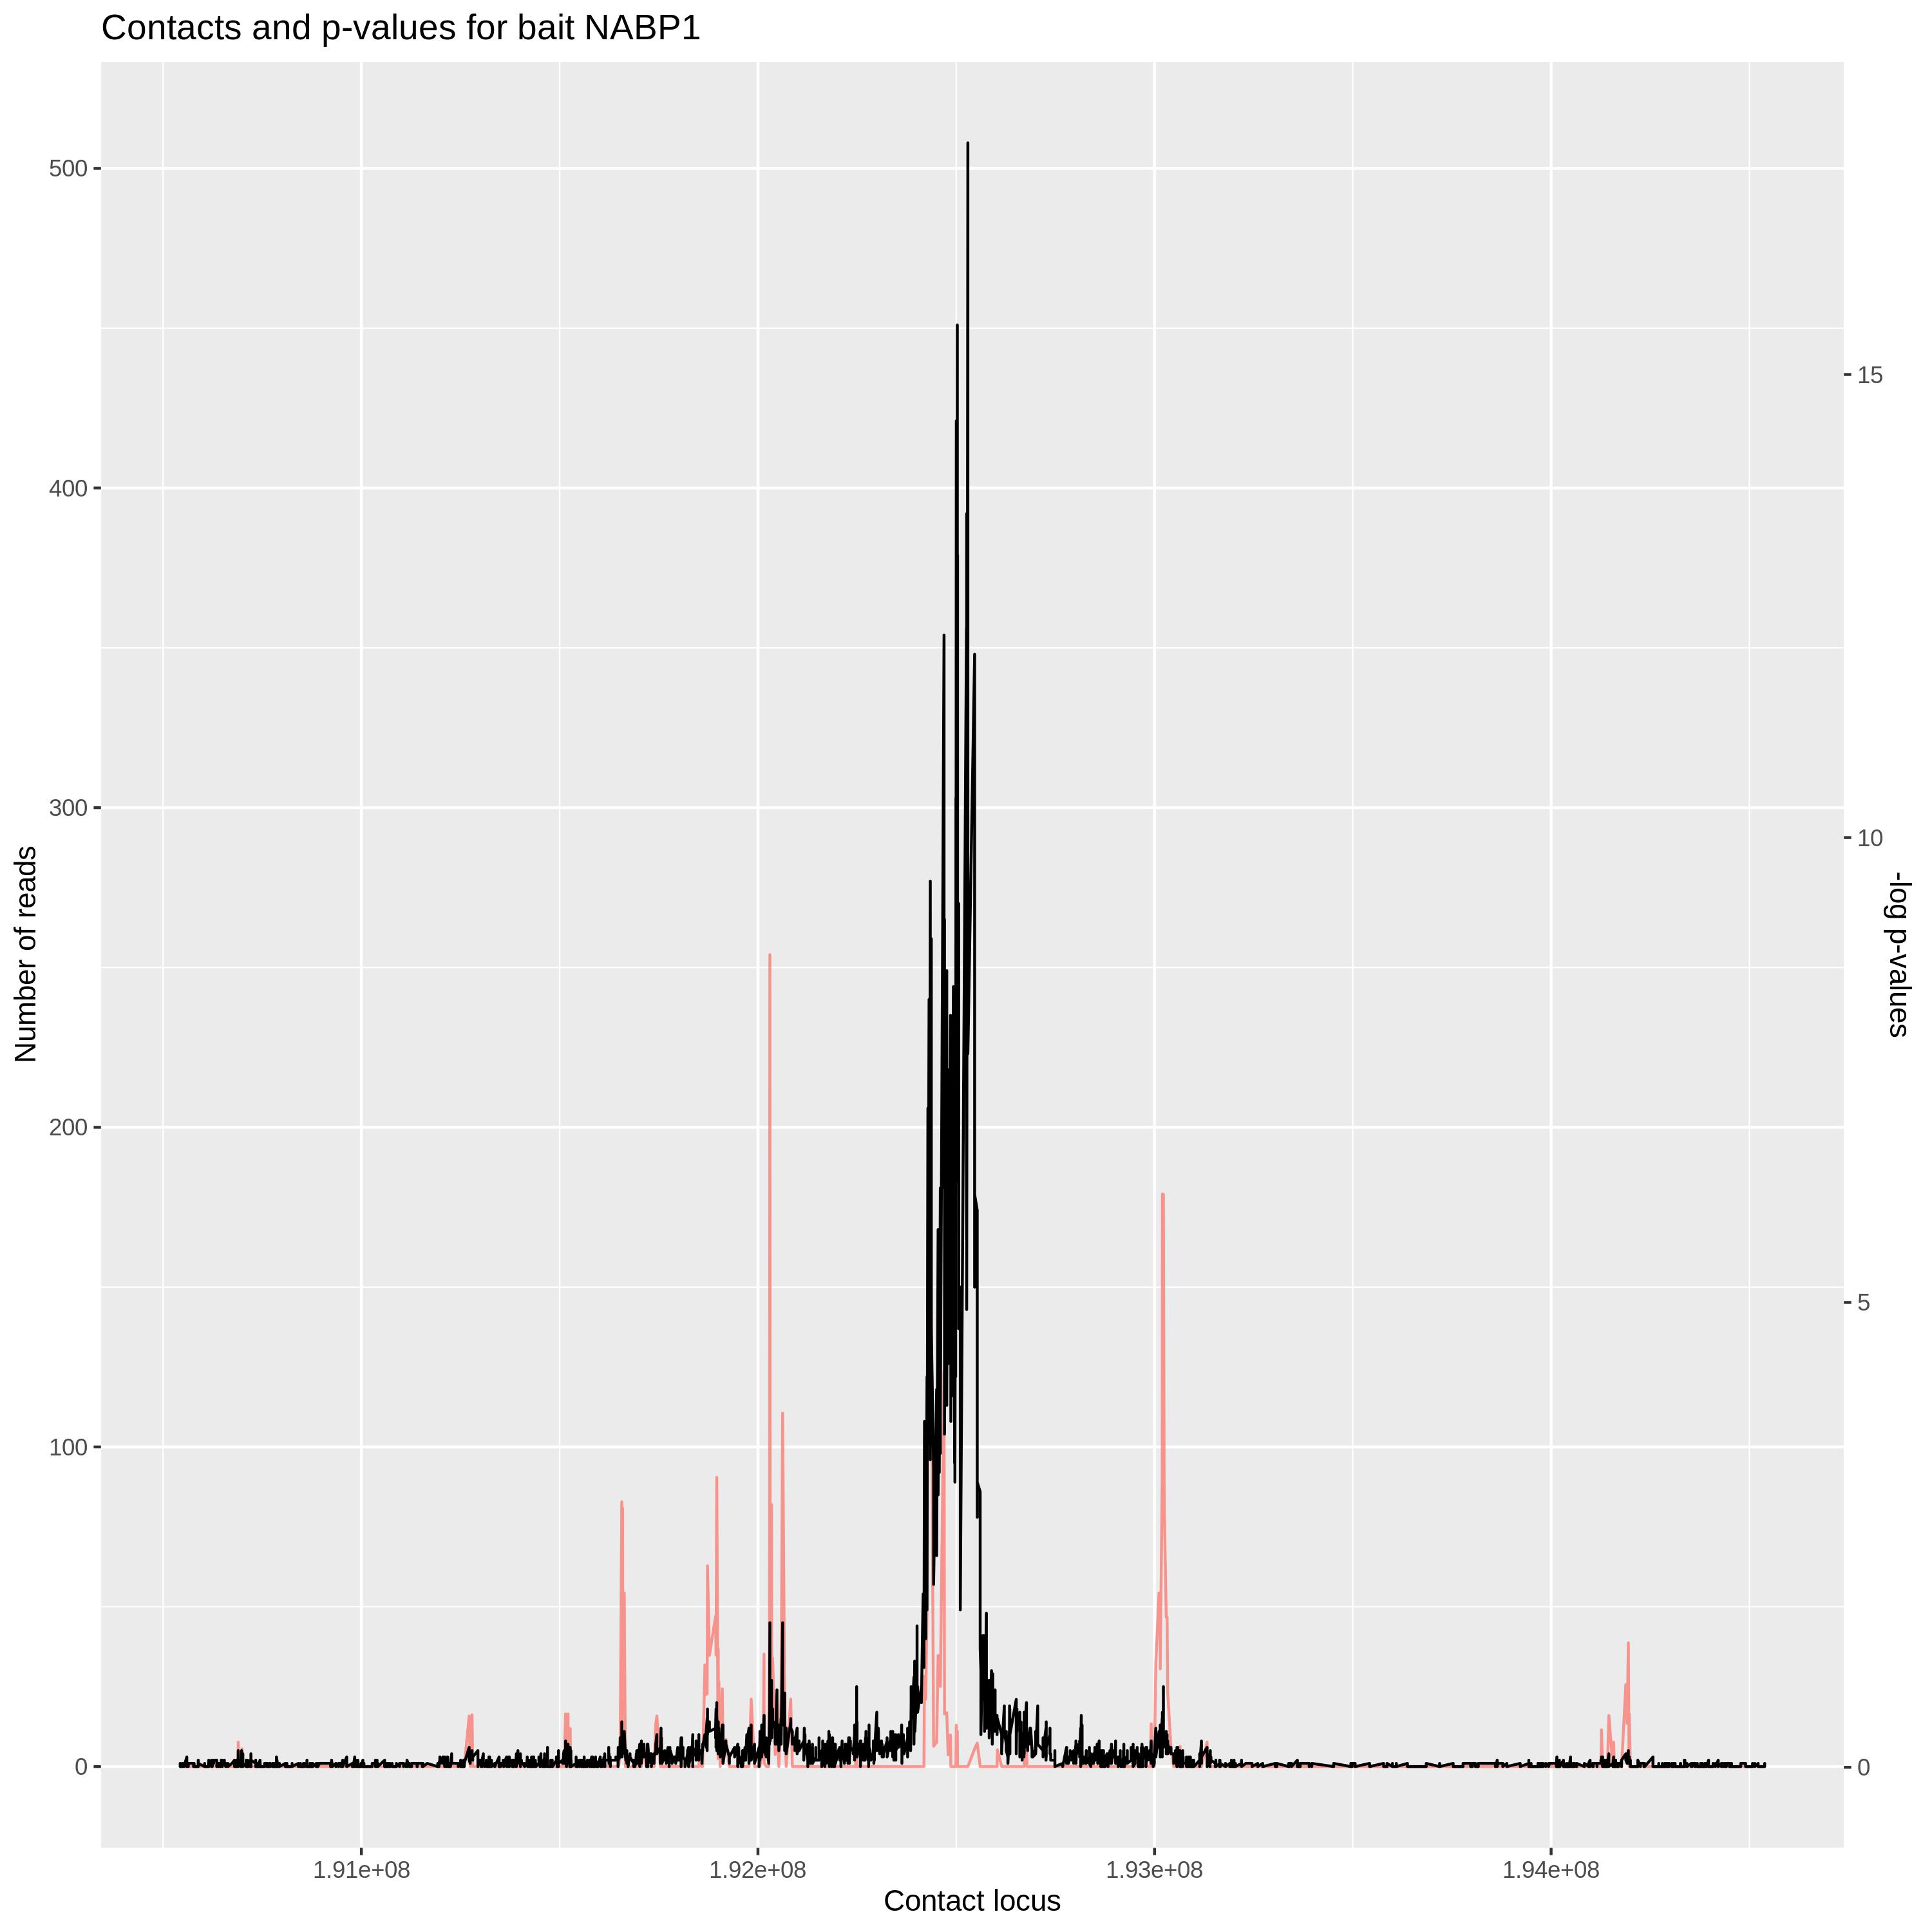 Contacts and p-values for bait NABP1
500
400
300
200
100
0
Number of reads
15
10
5
0
-log p-values
1.91e+08
1.92e+08
1.93e+08
1.94e+08
Contact locus